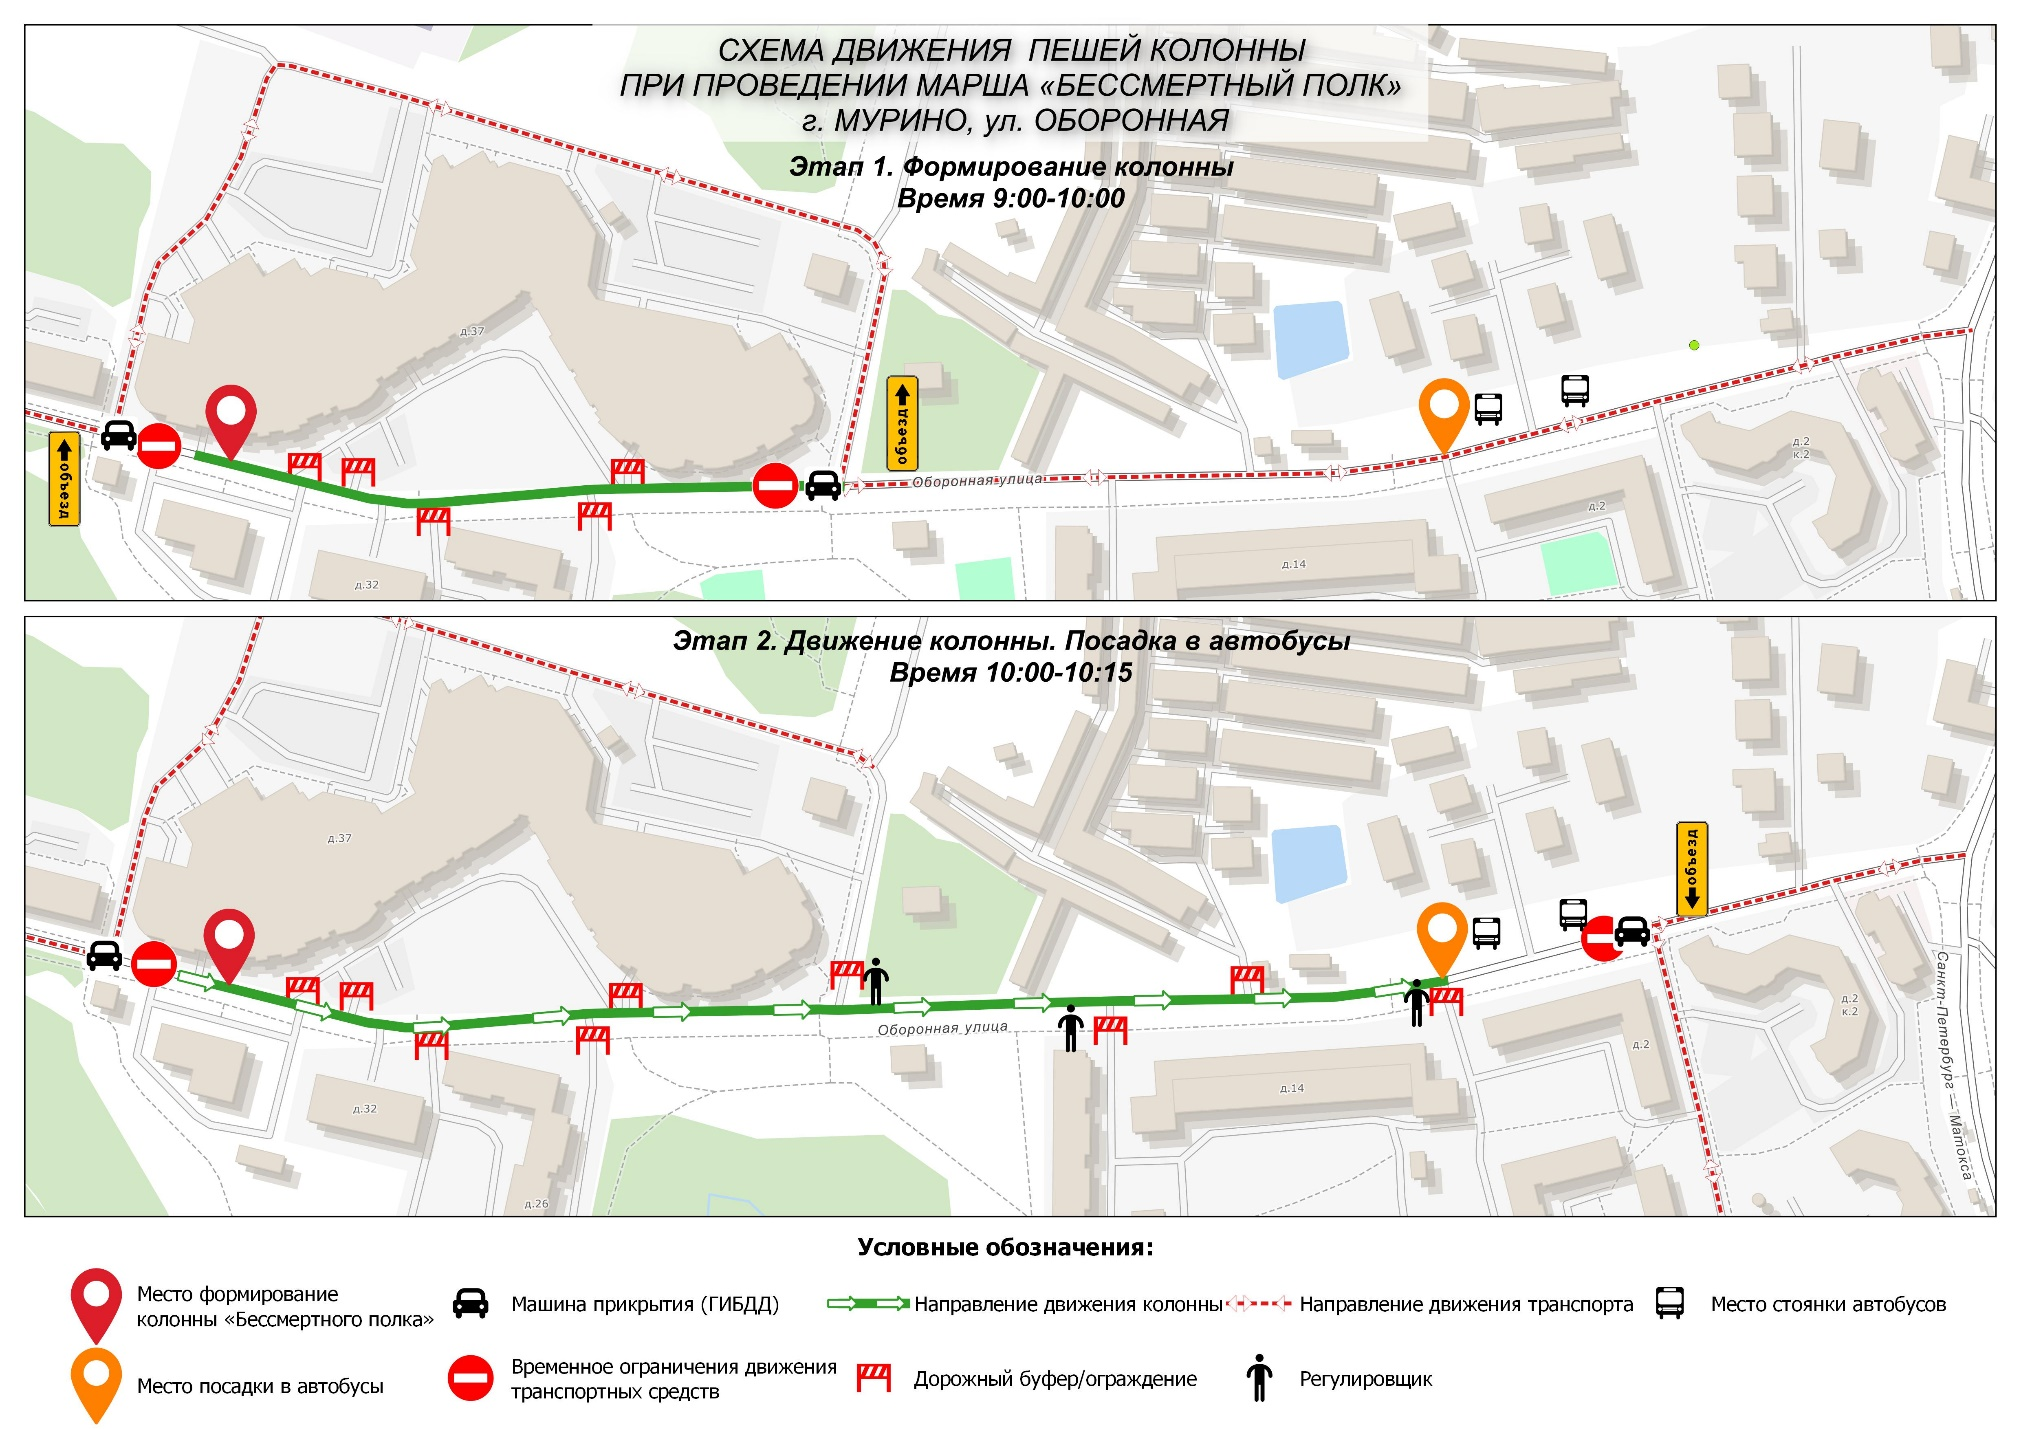 СХЕМА ДВИЖЕНИЯ ПЕШЕЙ КОЛОННЫ
ПРИ ПРОВЕДЕНИИ МАРША «БЕССМЕРТНЫЙ ПОЛК»
г. МУРИНО, ул. ОБОРОННАЯ
Этап 1. Формирование колонны
Время 9:00-10:00
д.37
объезд
объезд
Оборонная улица
д.2
к.2
д.2
д.14
д.32
Этап 2. Движение колонны. Посадка в автобусы
Время 10:00-10:15
д.37
объезд
Оборонная улица
Санкт-Петербург — Матокса
д.2
к.2
д.2
д.14
д.32
д.26
Условные обозначения:
Место формирование
колонны «Бессмертного полка»
Машина прикрытия (ГИБДД)
Направление движения колонны
Направление движения транспорта
Место стоянки автобусов
Место посадки в автобусы
Временное ограничения движения
транспортных средств
Дорожный буфер/ограждение
Регулировщик